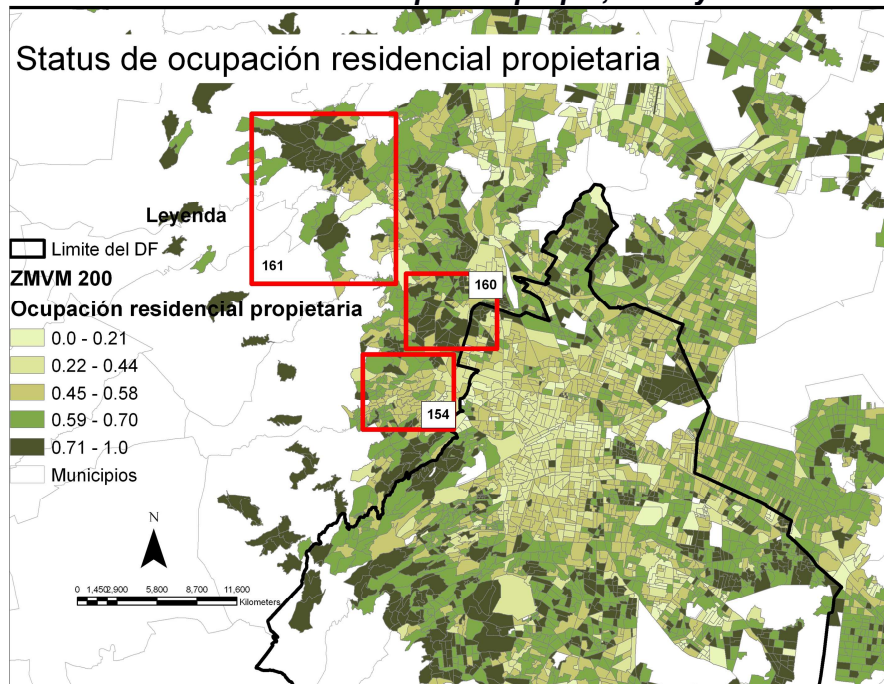 Status de ocupación residencial propietaria
Leyenda
Limite del DF
ZMVM 200
Ocupación residencial propietaria
0.0 - 0.21
0.22 - 0.44
0.45 - 0.58
0.59 - 0.70
0.71 - 1.0
Municipios
161
160
154
N
0 1,450 2,900 5,800 8,700 11,600
Kilometers